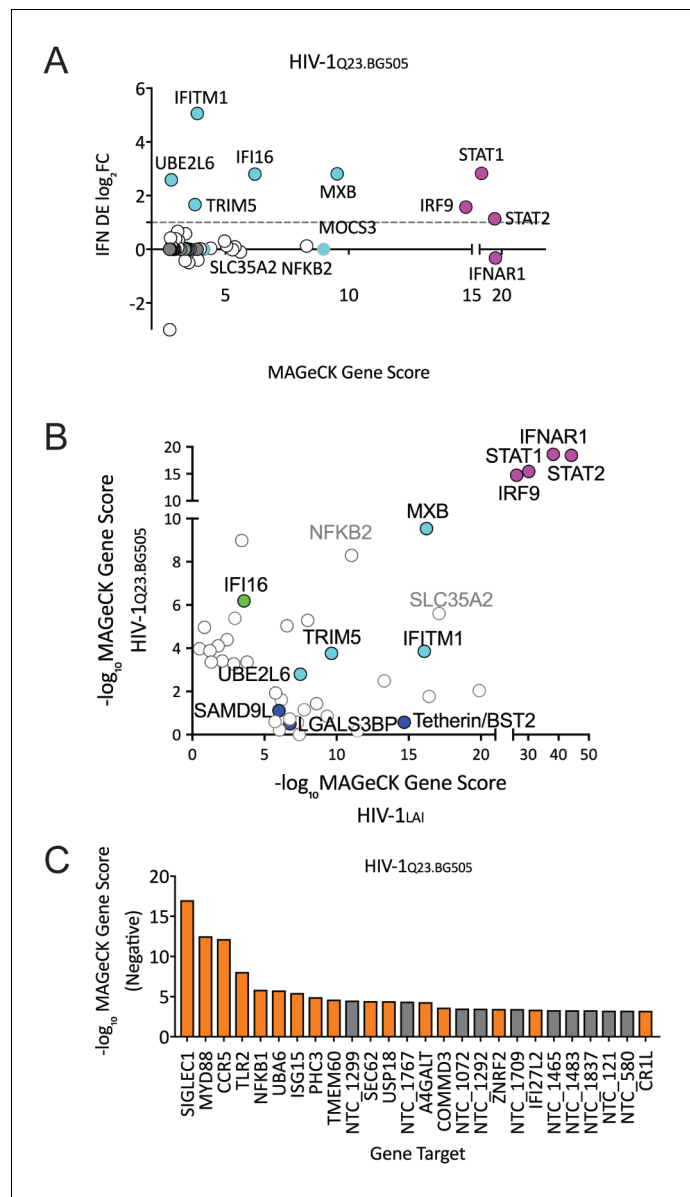 A
HIV-1Q23.BG505
IFN DE log2FC
6
4
2
0
-2
IFITM1
UBE2L6
IFI16
TRIM5
MXB
STAT1
IRF9
STAT2
MOCS3
SLC35A2
NFKB2
IFNAR1
5
10
15
20
MAGeCK Gene Score
B
-log10 MAGeCK Gene Score
HIV-1Q23.BG505
20
15
10
10
8
6
4
2
0
IFNAR1
STAT1
STAT2
IRF9
MXB
NFKB2
SLC35A2
IFI16
TRIM5
IFITM1
UBE2L6
SAMD9L
LGALS3BP
Tetherin/BST2
0
5
10
15
20
30
40
50
-log10MAGeCK Gene Score
HIV-1LAI
C
HIV-1Q23.BG505
-log10 MAGeCK Gene Score
(Negative)
20
15
10
5
0
SIGLEC1
MYD88
CCR5
TLR2
NFKB1
UBA6
ISG15
PHC3
TMEM60
NTC_1299
SEC62
USP18
NTC_1767
A4GALT
COMMD3
NTC_1072
NTC_1292
ZNRF2
NTC_1709
IFI27L2
NTC_1465
NTC_1483
NTC_1837
NTC_121
NTC_580
CR1L
Gene Target